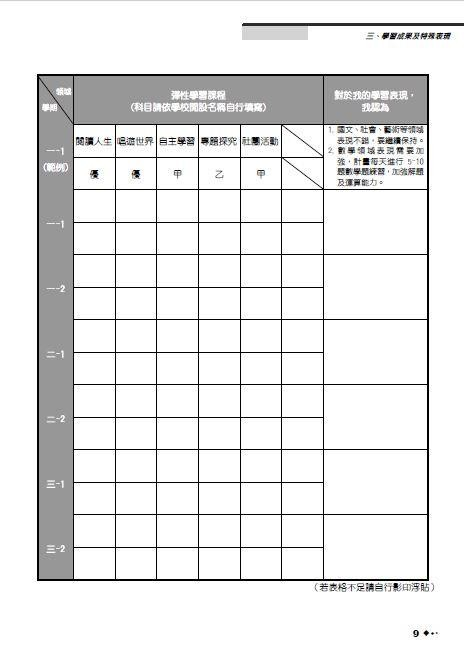 三、學習成果及特殊表現
領域
學期
彈性學習課程
(科目請依學校開設名稱自行填寫)
對於我的學習表現，
我認為
一-1
(範例)
閱讀人生 唱遊世界 自主學習 專題探究 社團活動
優 優 甲 乙 甲
1. 國文、社會、藝術等領域
表現不錯，要繼續保持。
2. 數學領域表現需要加
強，計畫每天進行 5-10
題數學題練習，加強解題
及運算能力。
一-1
一-2
二-1
二-2
三-1
三-2
(若表格不足請自行影印浮貼)
9